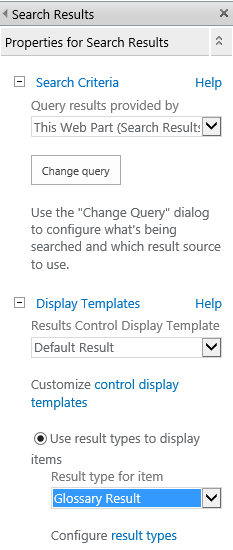 Search Results
Properties for Search Results
Search Criteria Help
Query results provided by
This Web Part (Search Results
Change query
Use the "Change Query" dialog
to configure what's being
searched and which result source
to use.
Display Templates Help
Results Control Display Template
Default Result
Customize control display
templates
Use result types to display
items
Result type for item
Glossary Result
Configure result types